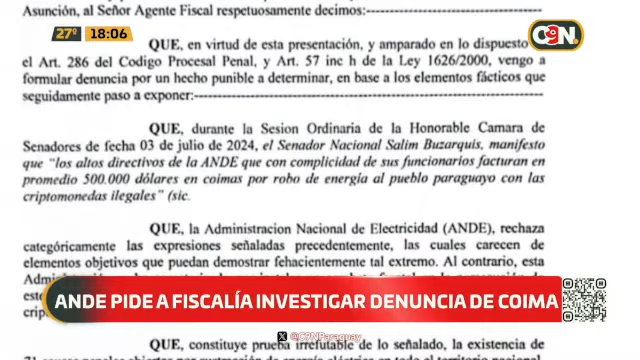 Asunción, al Señor Agente Fiscal respetuosamente decimos:
27º 18:06
C9N
QUE, en virtud de esta presentación, y amparado en lo dispuesto
el Art. 286 del Codigo Procesal Penal, y Art. 57 inc h de la Ley 1626/2000, vengo a
formular denuncia por un hecho punible a determinar, en base a los elementos fácticos que
seguidamente paso a exponer:
QUE, durante la Sesion Ordinaria de la Honorable Camara de
Senadores de fecha 03 de julio de 2024, el Senador Nacional Salim Buzarquis, manifesto
que "los altos directivos de la ANDE que con complicidad de sus funcionarios facturan en
promedio 500.000 dólares en coimas por robo de energía al pueblo paraguayo con las
criptomonedas ilegales" (sic.
QUE, la Administracion Nacional de Electricidad (ANDE), rechaza
categóricamente las expresiones señaladas precedentemente, las cuales carecen de
elementos objetivos que puedan demostrar fehacientemente tal extremo. Al contrario, esta
ANDE PIDE A FISCALÍA INVESTIGAR DENUNCIA DE COIMA
X @C9NParaguay
QUE, constituye prueba irrefutable de lo señalado, la existencia de